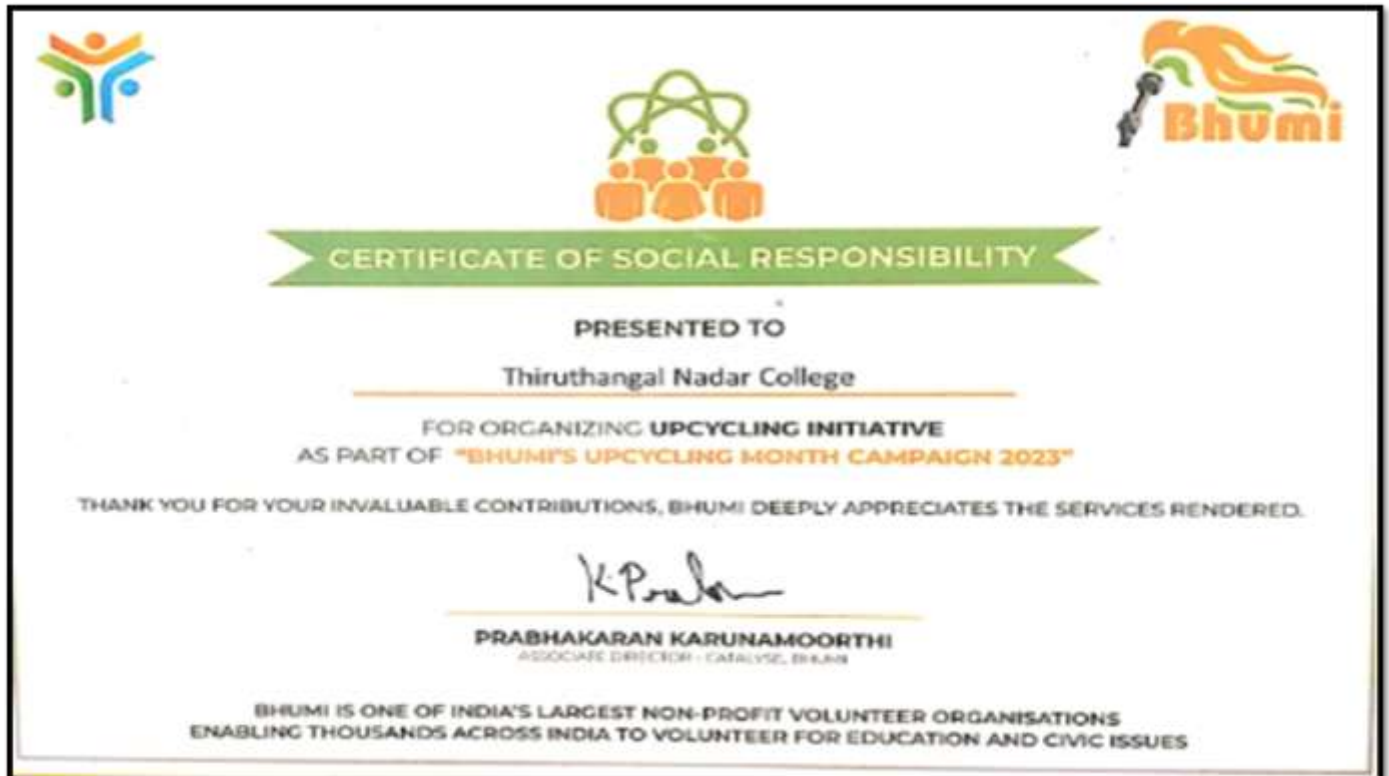 Bhumi
CERTIFICATE OF SOCIAL RESPONSIBILITY
PRESENTED TO
Thiruthangal Nadar College
FOR ORGANIZING UPCYCLING INITIATIVE
AS PART OF "BHUMI'S UPCYCLING MONTH CAMPAIGN 2023"
THANK YOU FOR YOUR INVALUABLE CONTRIBUTIONS, BHUMI DEEPLY APPRECIATES THE SERVICES RENDERED.
K.Prabh
PRABHAKARAN KARUNAMOORTHI
ASSOCIATE DIRECTOR - CATALYSE, BHUMI
BHUMI IS ONE OF INDIA'S LARGEST NON-PROFIT VOLUNTEER ORGANISATIONS
ENABLING THOUSANDS ACROSS INDIA TO VOLUNTEER FOR EDUCATION AND CIVIC ISSUES